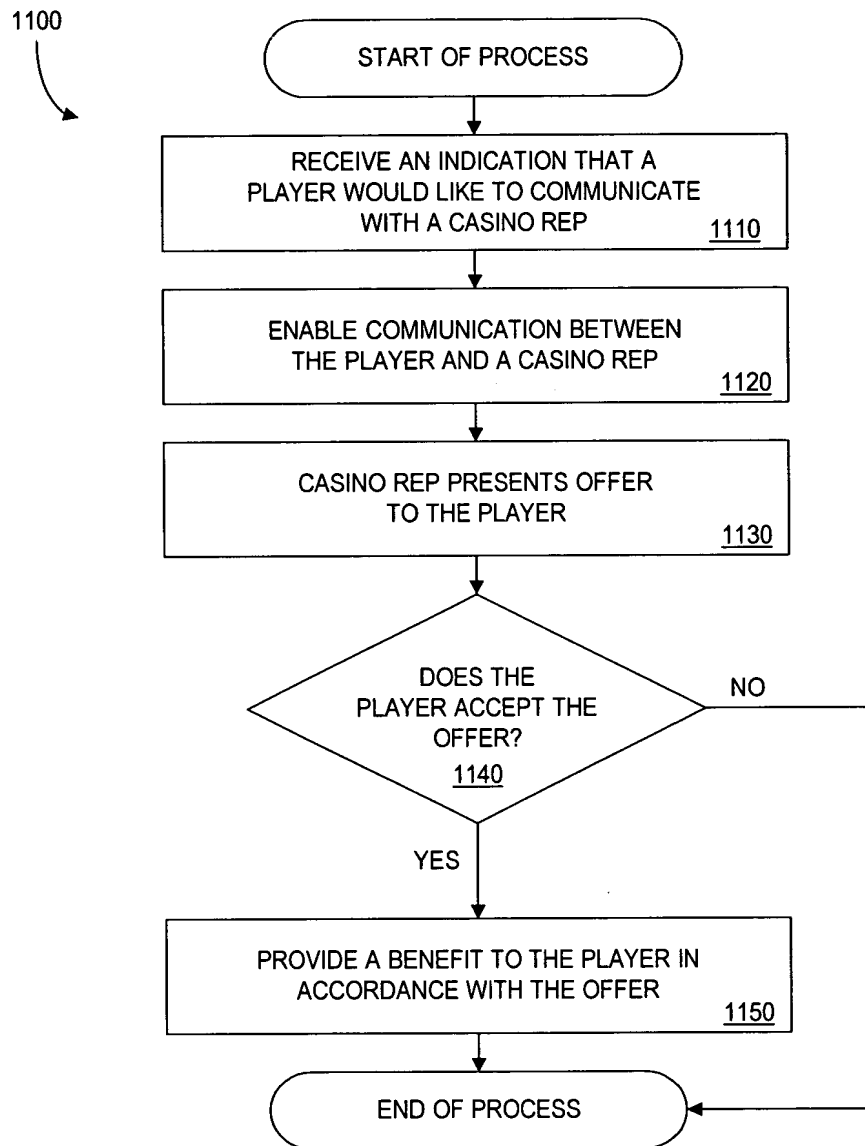 1100
START OF PROCESS
RECEIVE AN INDICATION THAT A
PLAYER WOULD LIKE TO COMMUNICATE
WITH A CASINO REP
1110
ENABLE COMMUNICATION BETWEEN
THE PLAYER AND A CASINO REP
1120
CASINO REP PRESENTS OFFER
TO THE PLAYER
1130
DOES THE
PLAYER ACCEPT THE
OFFER?
1140
NO
YES
PROVIDE A BENEFIT TO THE PLAYER IN
ACCORDANCE WITH THE OFFER
1150
END OF PROCESS